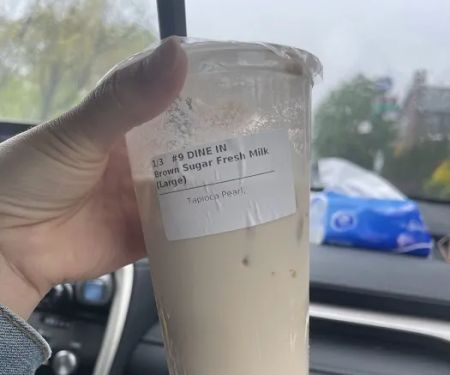 1/3 #9 DINE IN
Brown Sugar Fresh Milk
(Large)
Tapioca Pearl,